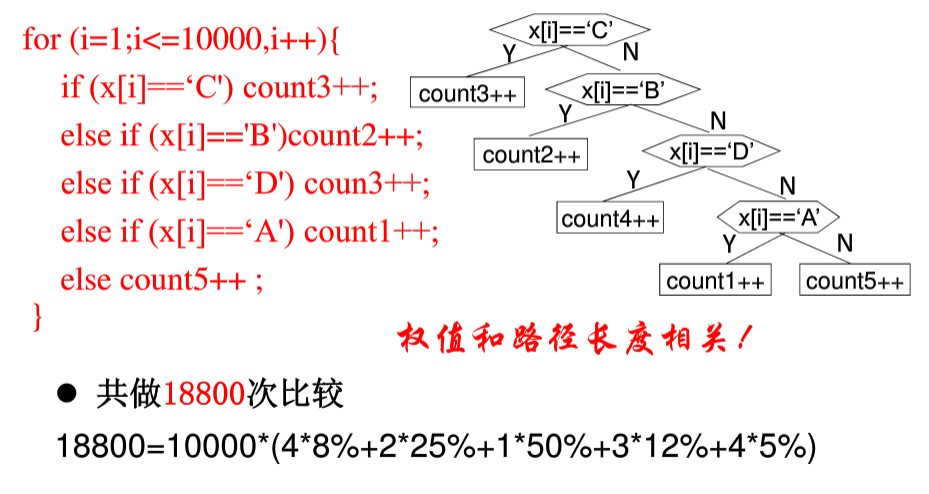 for (i=1;i<=10000,i++){
if (x[i]==‘C') count3++;
else if (x[i]=='B')count2++;
else if (x[i]==‘D') coun3++;
else if (x[i]==‘A') count1++;
else count5++ ;
}
x[i]==‘C’
Y
N
count3++
x[i]==‘B’
Y
N
count2++
x[i]==‘D’
Y
N
count4++
x[i]==‘A’
Y
N
count1++
count5++
权值和路径长度相关！
● 共做18800次比较
18800=10000*(4*8%+2*25%+1*50%+3*12%+4*5%)